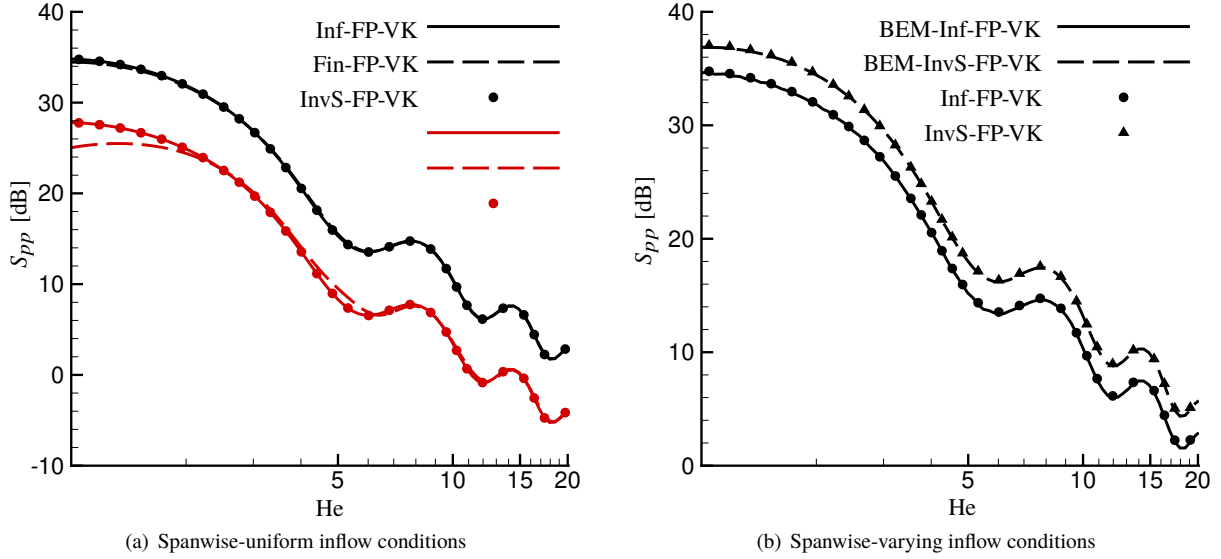 40
30
20
10
0
-10
S_pp [dB]
5
10
15
20
He
Inf-FP-VK
Fin-FP-VK
InvS-FP-VK
(a) Spanwise-uniform inflow conditions
40
30
20
10
0
S_pp [dB]
5
10
15
20
He
BEM-Inf-FP-VK
BEM-InvS-FP-VK
Inf-FP-VK
InvS-FP-VK
(b) Spanwise-varying inflow conditions